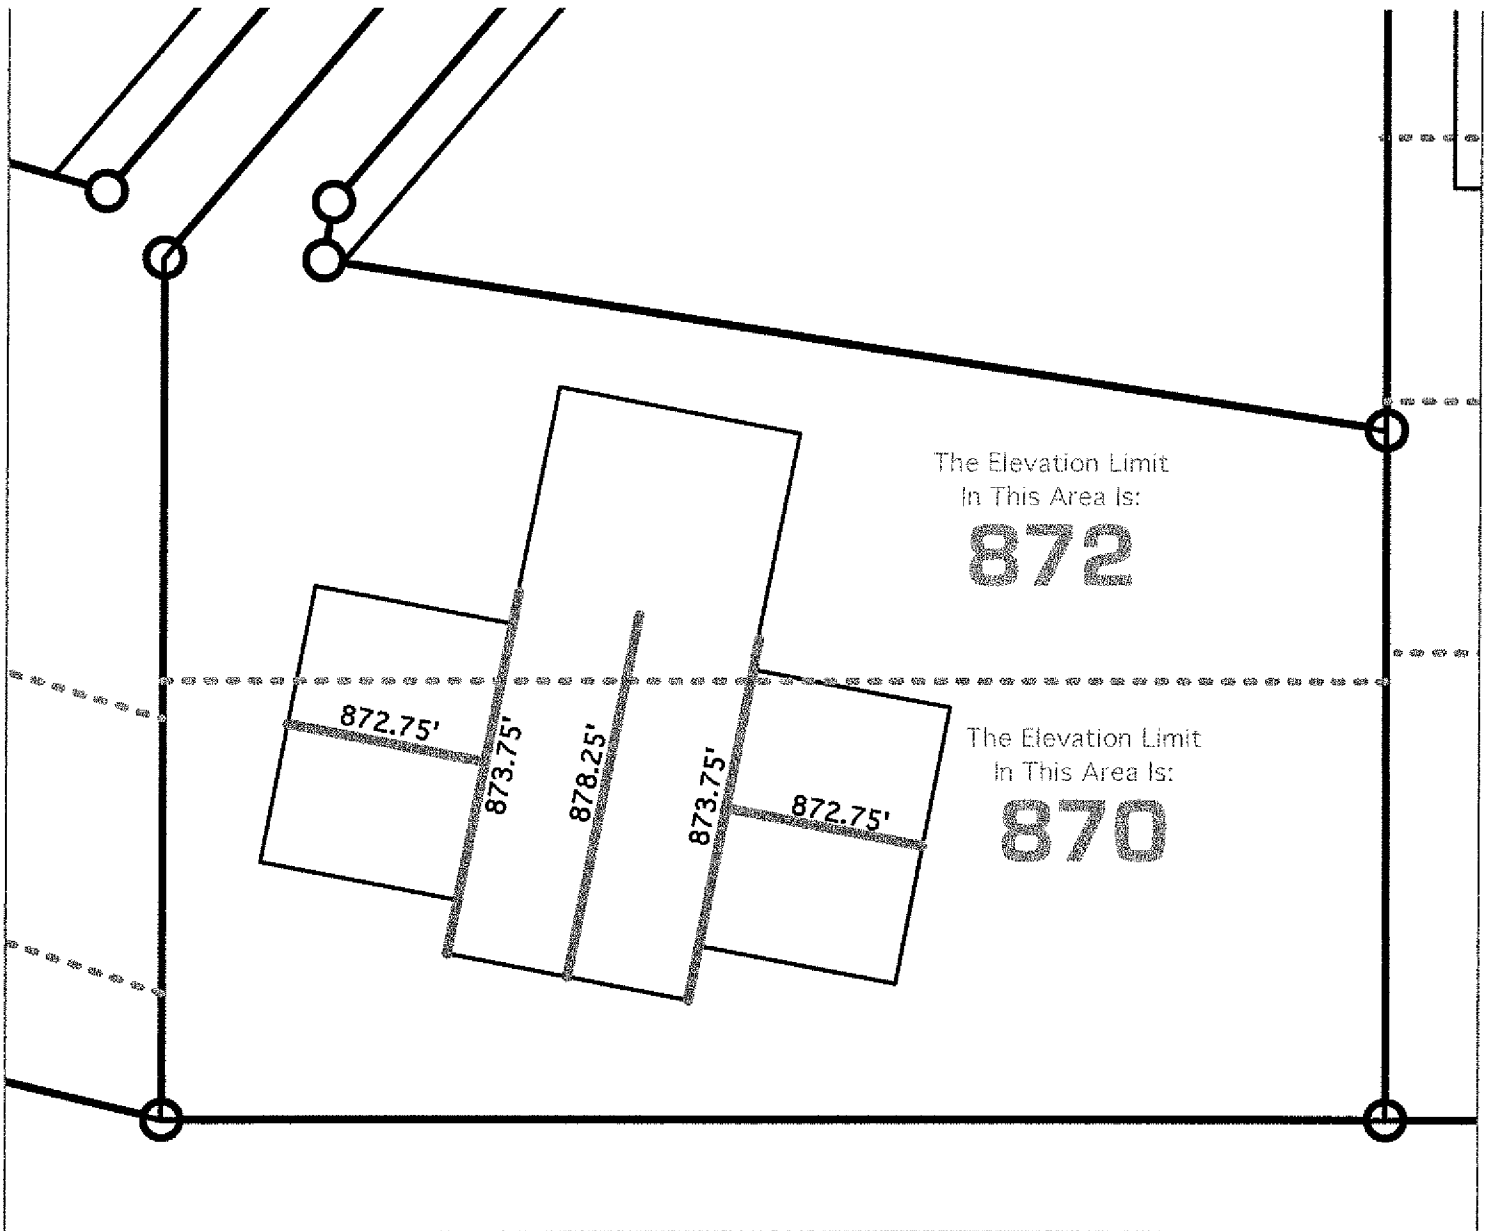 The Elevation Limit
In This Area Is:
872
872.75'
873.75'
878.25'
873.75'
872.75'
The Elevation Limit
In This Area Is:
870